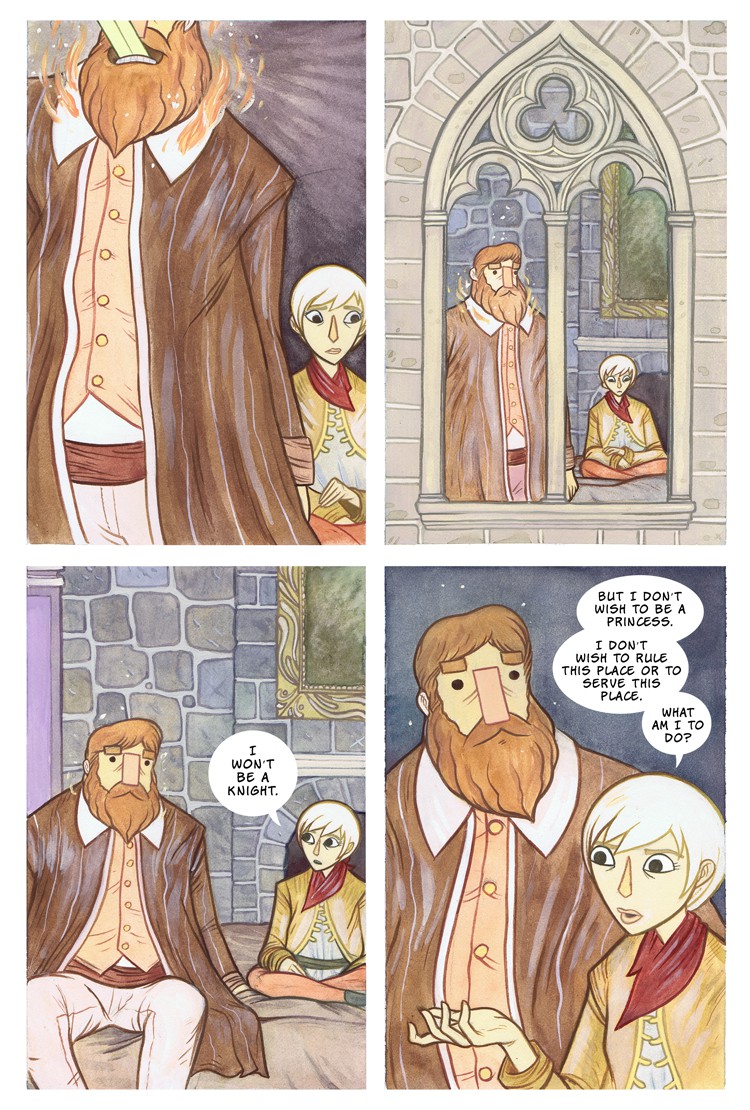 I
WON'T
BE A
KNIGHT.
BUT I DON'T
WISH TO BE A
PRINCESS.
I DON'T
WISH TO RULE
THIS PLACE OR TO
SERVE THIS
PLACE.
WHAT
AM I TO
DO?